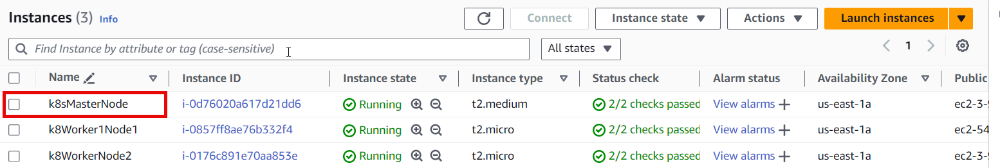 Instances (3) Info Connect Instance state Actions Launch instances
Find Instance by attribute or tag (case-sensitive) All states 1
Name Instance ID Instance state Instance type Status check Alarm status Availability Zone Public
k8sMasterNode i-0d76020a617d21dd6 Running t2.medium 2/2 checks passed View alarms us-east-1a ec2-3-9
k8Worker1Node1 i-0857ff8ae76b332f4 Running t2.micro 2/2 checks passed View alarms us-east-1a ec2-54
k8WorkerNode2 i-0176c891e70aa853e Running t2.micro 2/2 checks passed View alarms us-east-1a ec2-3-9